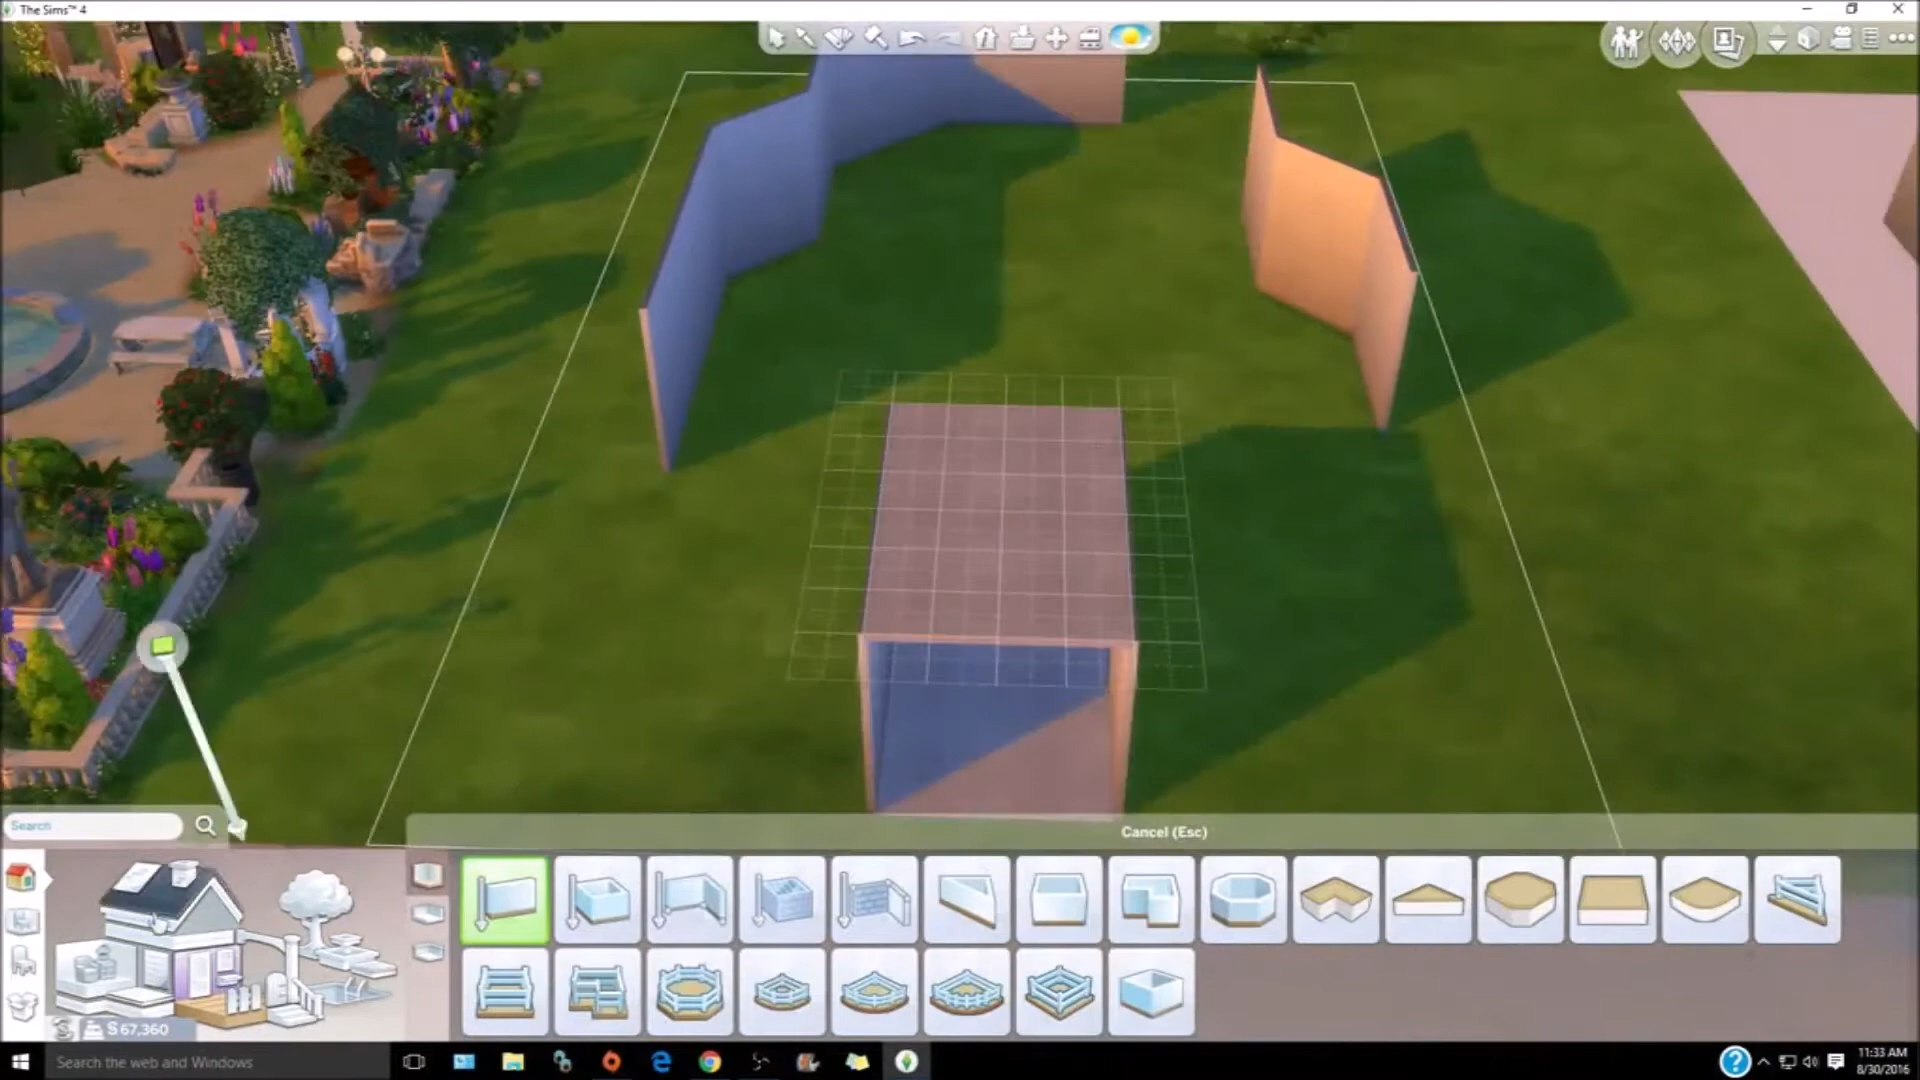 The Sims™ 4
Search
Cancel (Esc)
§67,360
Search the web and Windows
11:33 AM
8/30/2016